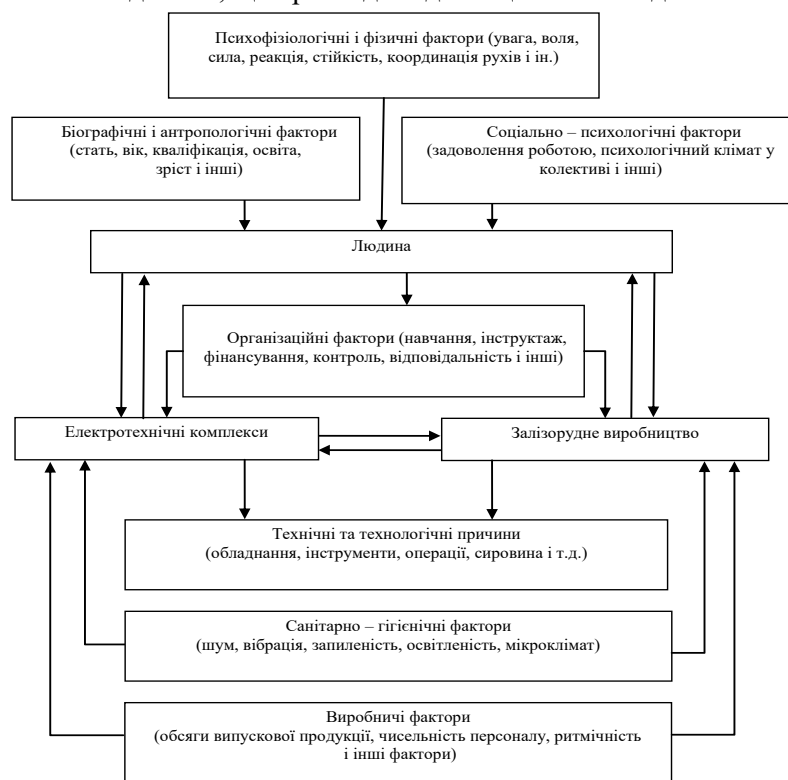 Психофізіологічні і фізичні фактори (увага, воля,
сила, реакція, стійкість, координація рухів і ін.)
Біографічні і антропологічні фактори
(стать, вік, кваліфікація, освіта,
зріст і інші)
Соціально – психологічні фактори
(задоволення роботою, психологічний клімат у
колективі і інші)
Людина
Організаційні фактори (навчання, інструктаж,
фінансування, контроль, відповідальність і інші)
Електротехнічні комплекси
Залізорудне виробництво
Технічні та технологічні причини
(обладнання, інструменти, операції, сировина і т.д.)
Санітарно – гігієнічні фактори
(шум, вібрація, запиленість, освітленість, мікроклімат)
Виробничі фактори
(обсяги випускової продукції, чисельність персоналу, ритмічність
і інші фактори)